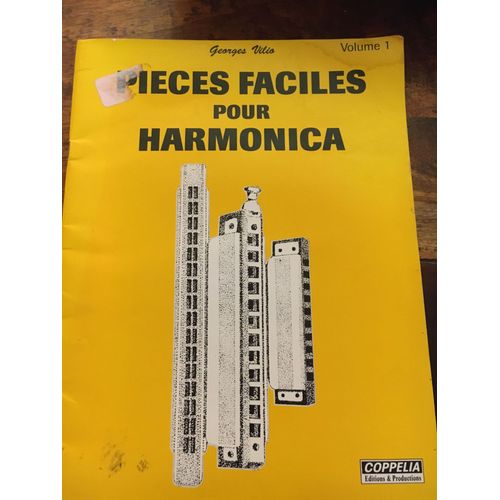 Georges Vilio
Volume 1
PIECES FACILES
POUR
HARMONICA
COPPELIA
Editions & Productions